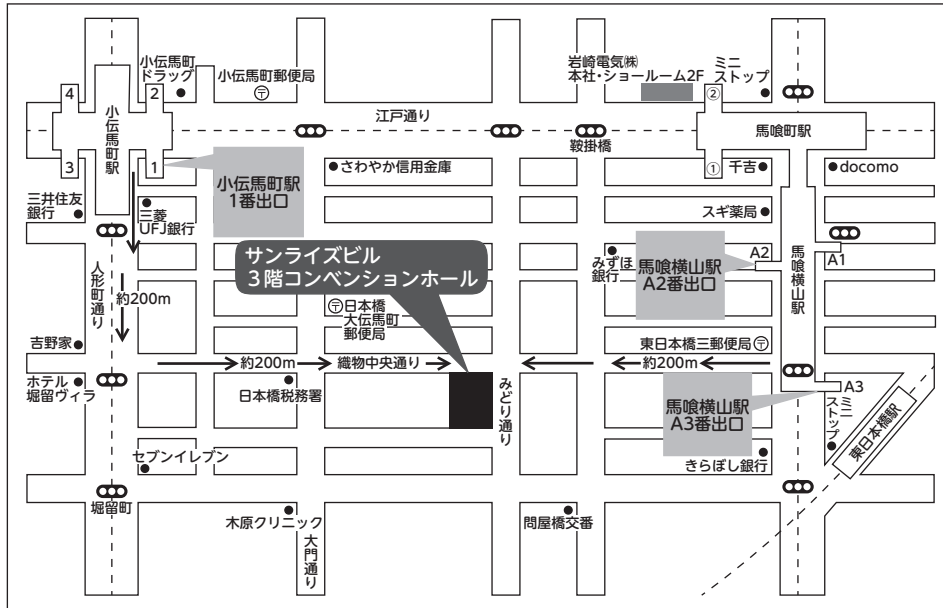 小伝馬町
ドラッグ
小伝馬町郵便局
〒
岩崎電気㈱
本社・ショールーム2F
ミニ
ストップ
4
2
②
小伝馬町駅
江戸通り
馬喰町駅
鞍掛橋
3
1
①
小伝馬町駅
1番出口
さわやか信用金庫
千吉
docomo
三井住友
銀行
三菱
UFJ銀行
スギ薬局
サンライズビル
3階コンベンションホール
みずほ
銀行
馬喰横山駅
A2番出口
A2
A1
馬喰横山駅
人形町通り
約200m
〒日本橋
大伝馬町
郵便局
吉野家
東日本橋三郵便局〒
約200m
織物中央通り
約200m
ホテル
堀留ヴィラ
日本橋税務署
みどり通り
馬喰横山駅
A3番出口
A3
ミニ
ストップ
東日本橋駅
セブンイレブン
きらぼし銀行
堀留町
木原クリニック
大門通り
問屋橋交番